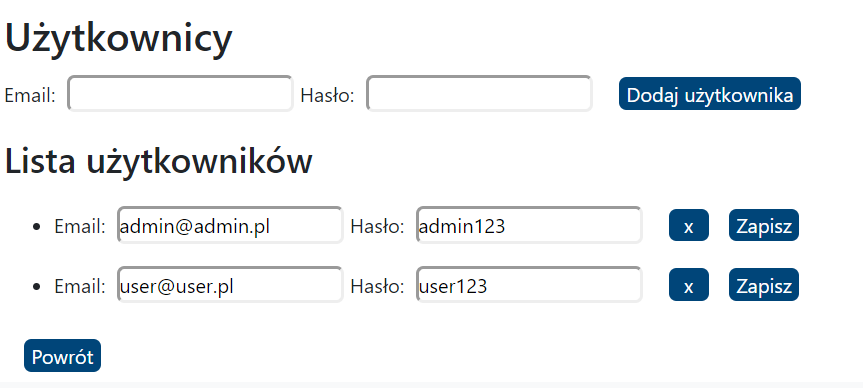 Użytkownicy
Email: Hasło: Dodaj użytkownika
Lista użytkowników
• Email: admin@admin.pl Hasło: admin123 x Zapisz
• Email: user@user.pl Hasło: user123 x Zapisz
Powrót